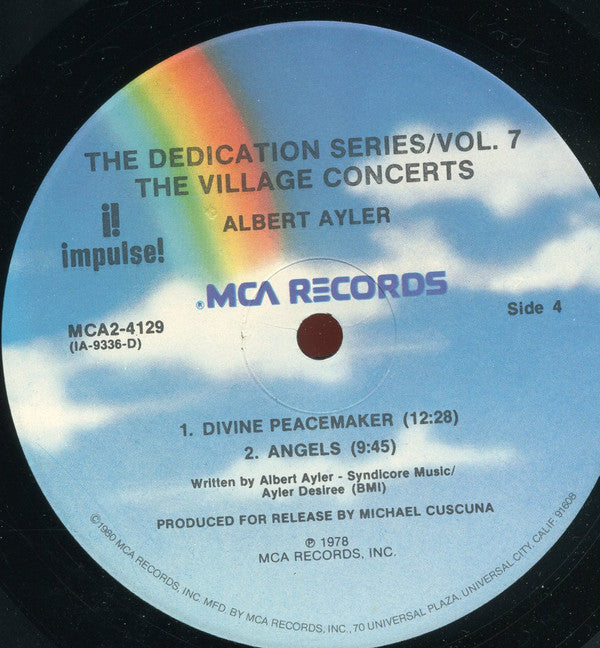 THE DEDICATION SERIES/VOL. 7
THE VILLAGE CONCERTS
ALBERT AYLER
i!
impulse!
® MCA RECORDS
MCA2-4129
(IA-9336-D)
Side 4
1. DIVINE PEACEMAKER (12:28)
2. ANGELS (9:45)
Written by Albert Ayler - Syndicore Music/
Ayler Desiree (BMI)
PRODUCED FOR RELEASE BY MICHAEL CUSCUNA
℗ 1978
MCA RECORDS, INC.
©1980 MCA RECORDS, INC. MFD. BY MCA RECORDS, INC., 70 UNIVERSAL PLAZA, UNIVERSAL CITY, CALIF. 91608